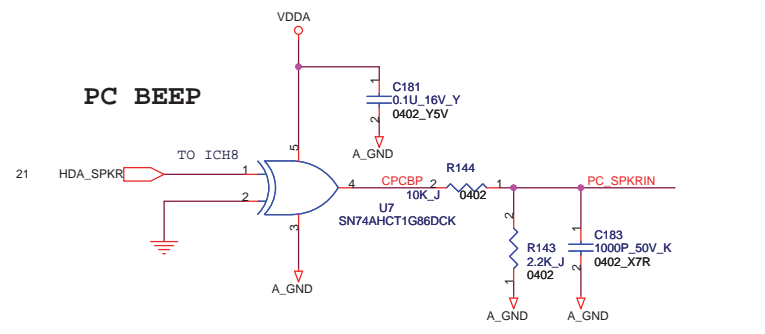 VDDA
PC BEEP
1
C181
0.1U_16V_Y
2
0402_Y5V
A_GND
5
TO ICH8
21 HDA_SPKR
1
2
4
3
CPCBP
2
R144
1
10K_J
0402
U7
SN74AHCT1G86DCK
PC_SPKRIN
2
R143
2.2K_J
0402
1
1
C183
1000P_50V_K
0402_X7R
2
A_GND
A_GND
A_GND